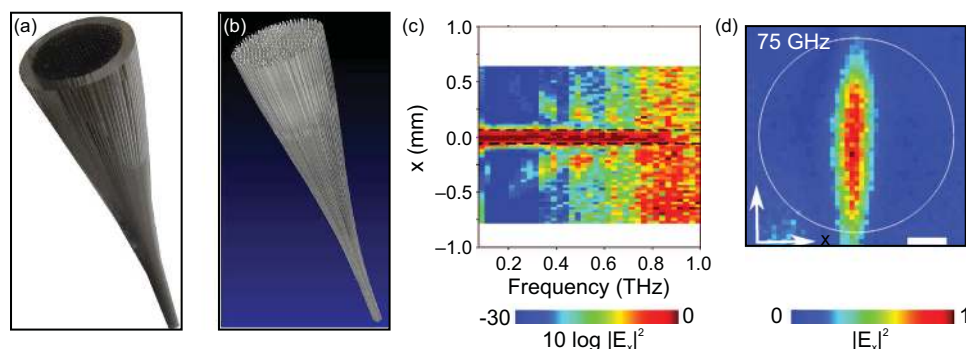 (a)
(b)
(c)
(d)
1.0
0.5
0.0
−0.5
−1.0
x (mm)
0.2 0.4 0.6 0.8 1.0
Frequency (THz)
-30 0
10 log |Eₓ|²
75 GHz
x
0 1
|Eₓ|²